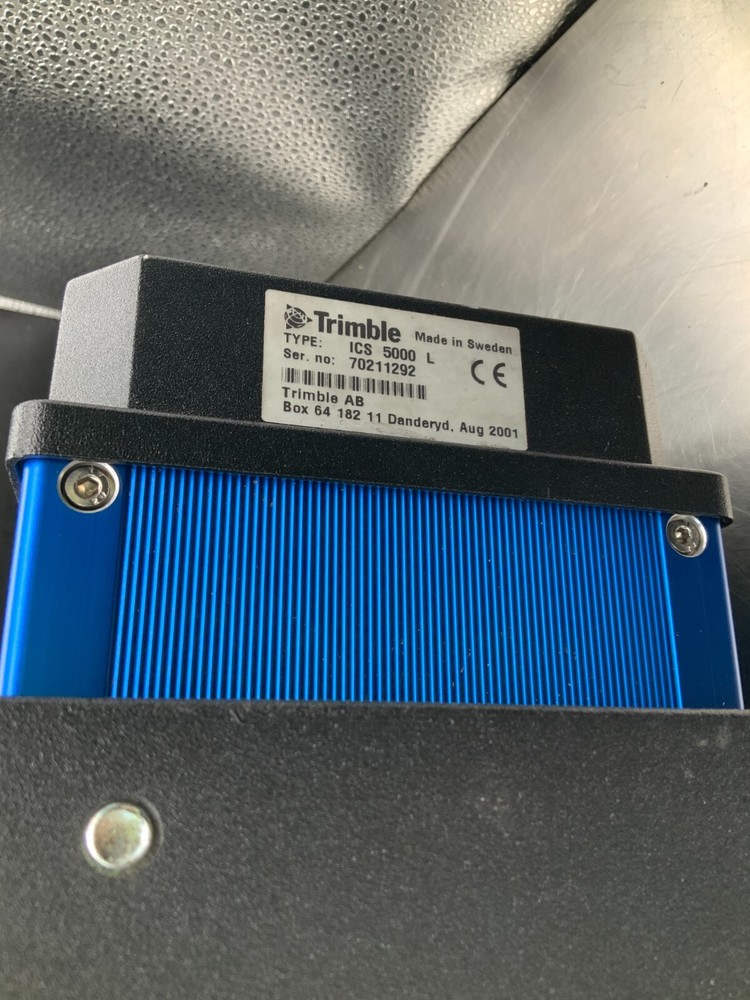 Trimble Made in Sweden
TYPE: ICS 5000 L
Ser. no: 70211292 CE
Trimble AB
Box 64 182 11 Danderyd, Aug 2001